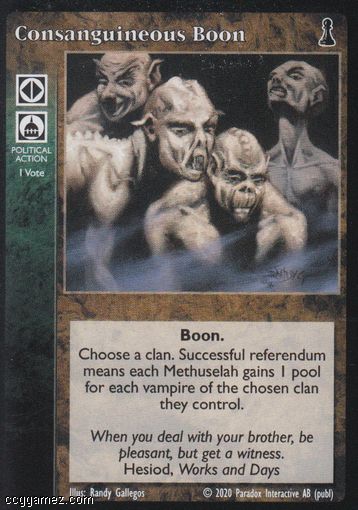 Consanguineous Boon
POLITICAL
ACTION
1 Vote
Boon.
Choose a clan. Successful referendum
means each Methuselah gains 1 pool
for each vampire of the chosen clan
they control.
When you deal with your brother, be
pleasant, but get a witness.
Hesiod, Works and Days
Illus: Randy Gallegos © 2020 Paradox Interactive AB (publ)
ccggamez.com